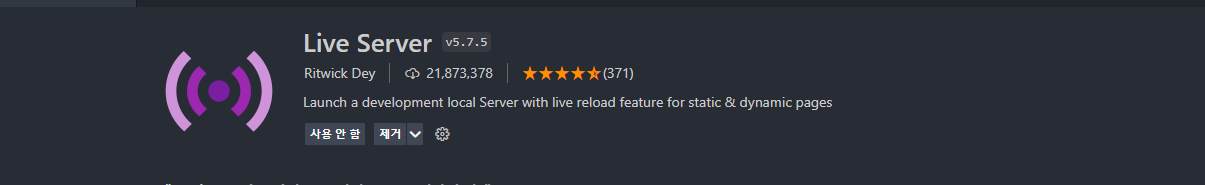 Live Server v5.7.5
Ritwick Dey 21,873,378 (371)
Launch a development local Server with live reload feature for static & dynamic pages
사용 안 함 제거